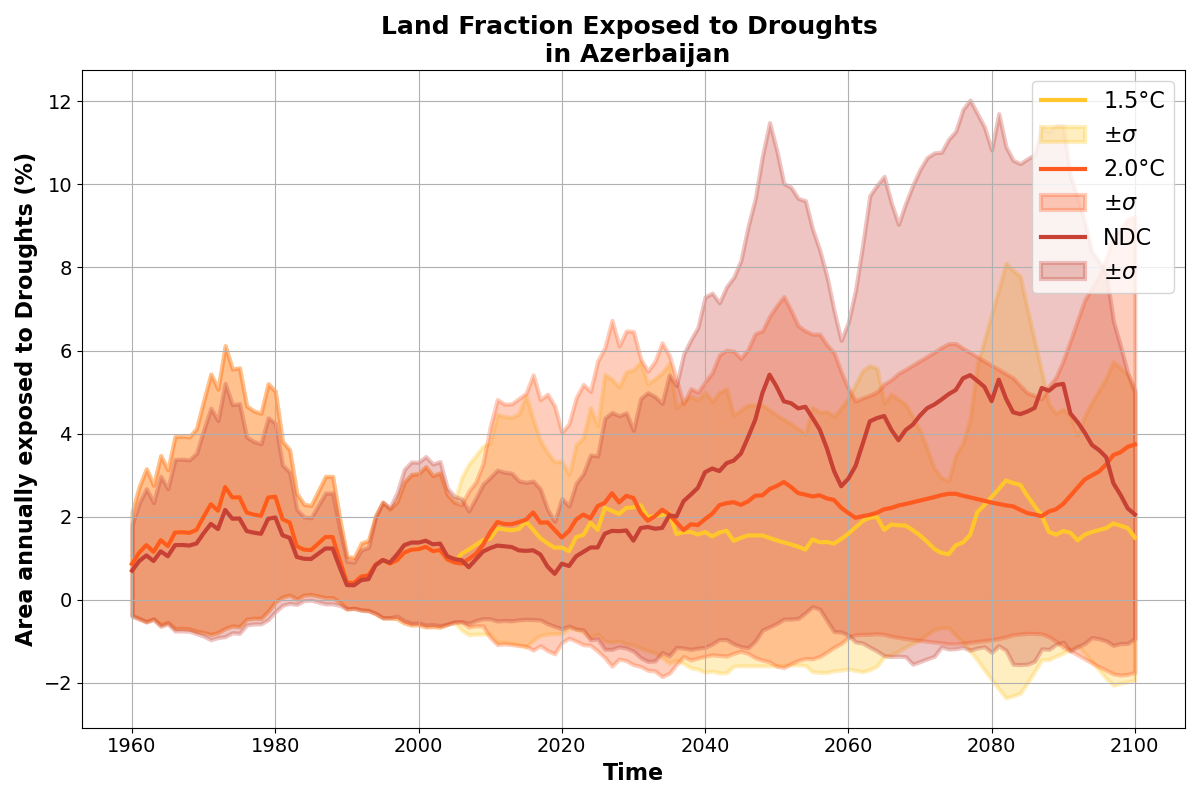 Land Fraction Exposed to Droughts
in Azerbaijan
Area annually exposed to Droughts (%)
12
10
8
6
4
2
0
−2
1.5°C
±σ
2.0°C
±σ
NDC
±σ
1960
1980
2000
2020
2040
2060
2080
2100
Time